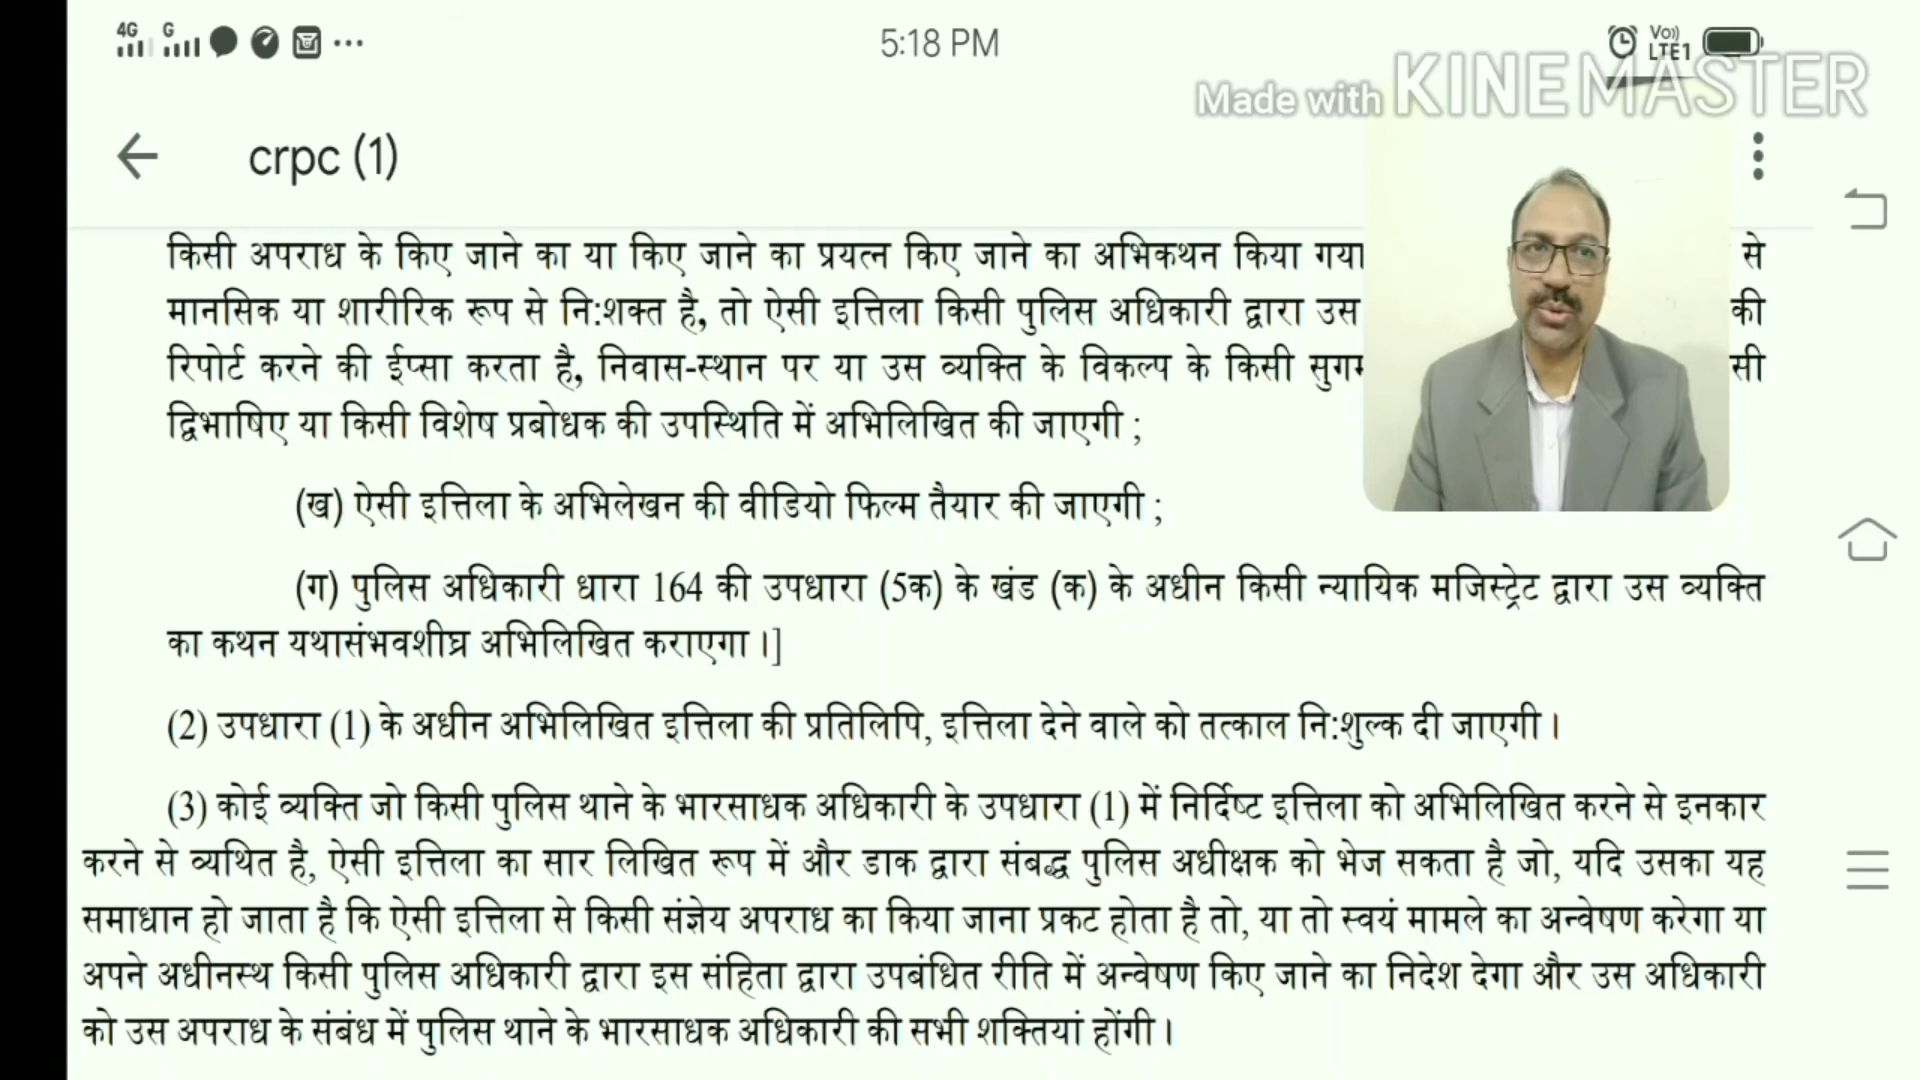 4G G 5:18 PM Vo)) LTE1
Made with KINEMASTER
crpc (1)
किसी अपराध के किए जाने का या किए जाने का प्रयत्न किए जाने का अभिकथन किया गया से
मानसिक या शारीरिक रूप से नि:शक्त है, तो ऐसी इत्तिला किसी पुलिस अधिकारी द्वारा उस की
रिपोर्ट करने की ईप्सा करता है, निवास-स्थान पर या उस व्यक्ति के विकल्प के किसी सी
द्विभाषिए या किसी विशेष प्रबोधक की उपस्थिति में अभिलिखित की जाएगी ;
(ख) ऐसी इत्तिला के अभिलेखन की वीडियो फिल्म तैयार की जाएगी ;
(ग) पुलिस अधिकारी धारा 164 की उपधारा (5क) के खंड (क) के अधीन किसी न्यायिक मजिस्ट्रेट द्वारा उस व्यक्ति
का कथन यथासंभवशीघ्र अभिलिखित कराएगा ।]
(2) उपधारा (1) के अधीन अभिलिखित इत्तिला की प्रतिलिपि, इत्तिला देने वाले को तत्काल नि:शुल्क दी जाएगी ।
(3) कोई व्यक्ति जो किसी पुलिस थाने के भारसाधक अधिकारी के उपधारा (1) में निर्दिष्ट इत्तिला को अभिलिखित करने से इनकार
करने से व्यथित है, ऐसी इत्तिला का सार लिखित रूप में और डाक द्वारा संबद्ध पुलिस अधीक्षक को भेज सकता है जो, यदि उसका यह
समाधान हो जाता है कि ऐसी इत्तिला से किसी संज्ञेय अपराध का किया जाना प्रकट होता है तो, या तो स्वयं मामले का अन्वेषण करेगा या
अपने अधीनस्थ किसी पुलिस अधिकारी द्वारा इस संहिता द्वारा उपबंधित रीति में अन्वेषण किए जाने का निदेश देगा और उस अधिकारी
को उस अपराध के संबंध में पुलिस थाने के भारसाधक अधिकारी की सभी शक्तियां होंगी ।